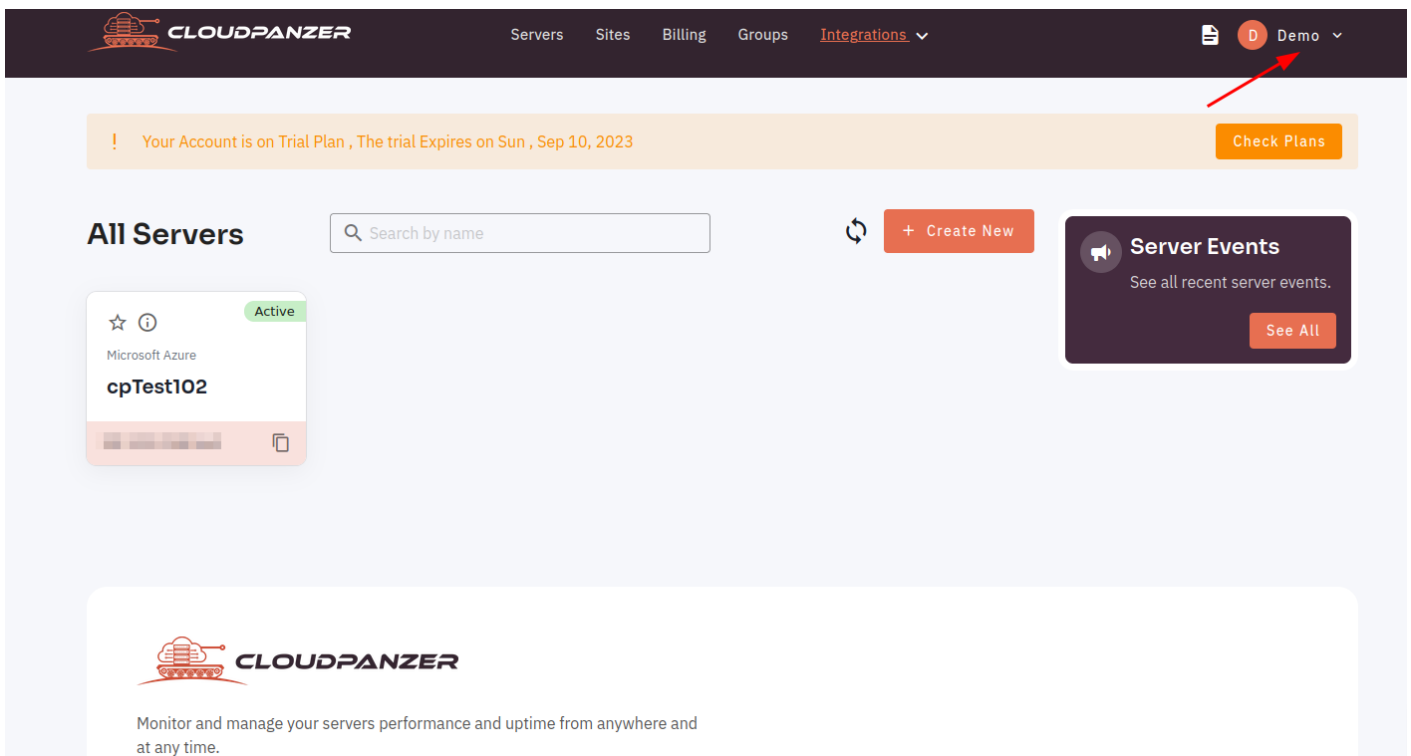 CLOUDPANZER
Servers Sites Billing Groups Integrations
D Demo
! Your Account is on Trial Plan , The trial Expires on Sun , Sep 10, 2023
Check Plans
All Servers
Search by name
+ Create New
Server Events
See all recent server events.
See All
Active
Microsoft Azure
cpTest102
CLOUDPANZER
Monitor and manage your servers performance and uptime from anywhere and
at any time.